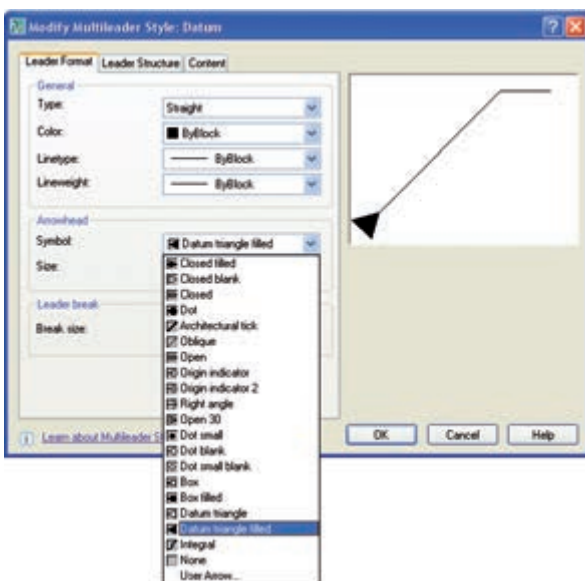 Modify Multileader Style: Datum
Leader Format Leader Structure Content
General
Type: Straight
Color: ByBlock
Linetype: ByBlock
Lineweight: ByBlock
Arrowhead
Symbol: Datum triangle filled
Size:
Closed filled
Closed blank
Closed
Dot
Architectural tick
Oblique
Open
Origin indicator
Origin indicator 2
Right angle
Open 30
Dot small
Dot blank
Dot small blank
Box
Box filled
Datum triangle
Datum triangle filled
Integral
None
User Arrow...
Leader break
Break size:
Learn about Multileader S
OK Cancel Help